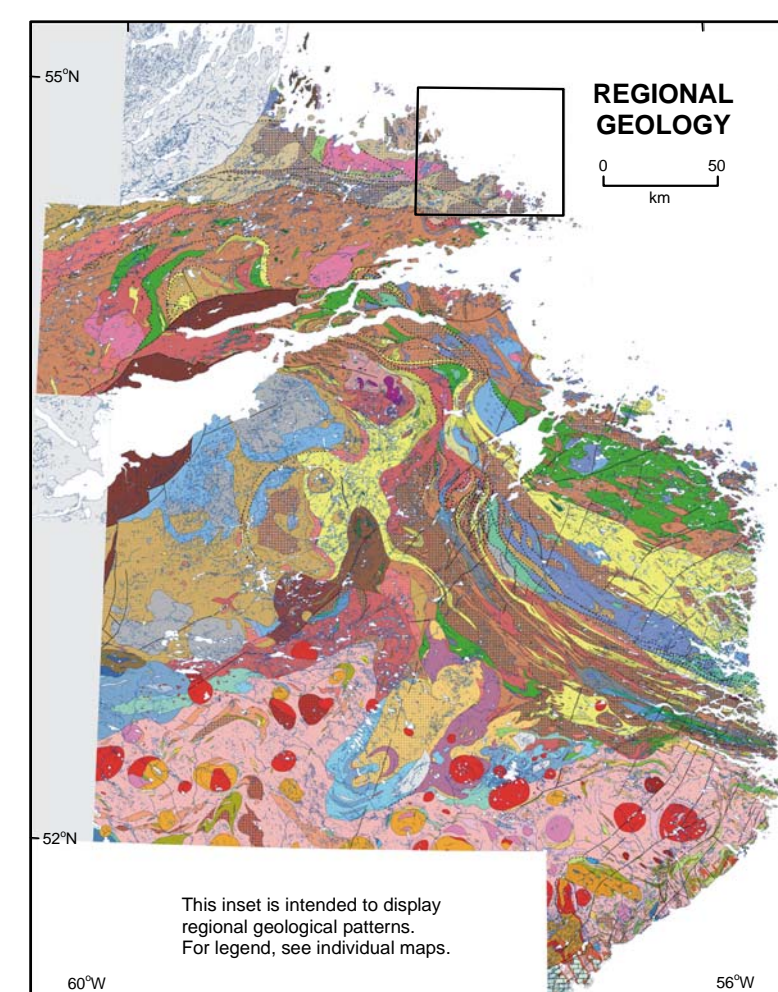 55°N
REGIONAL
GEOLOGY
0 50
km
52°N
This inset is intended to display
regional geological patterns.
For legend, see individual maps.
60°W
56°W